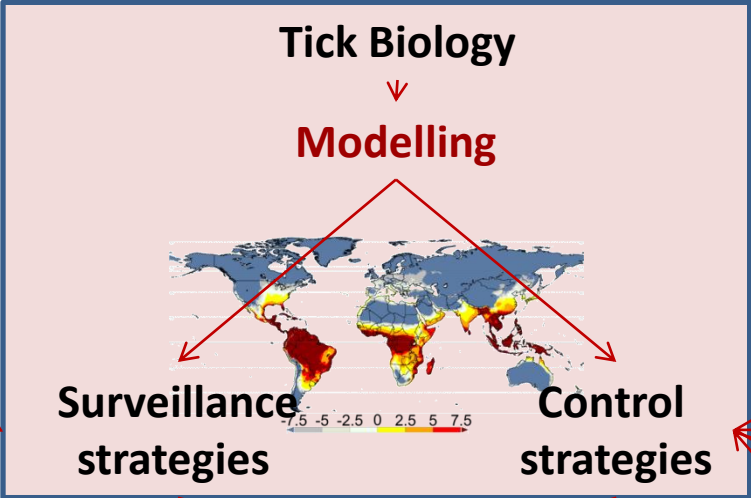 Tick Biology
Modelling
Surveillance
strategies
-7.5 -5 -2.5 0 2.5 5 7.5
Control
strategies